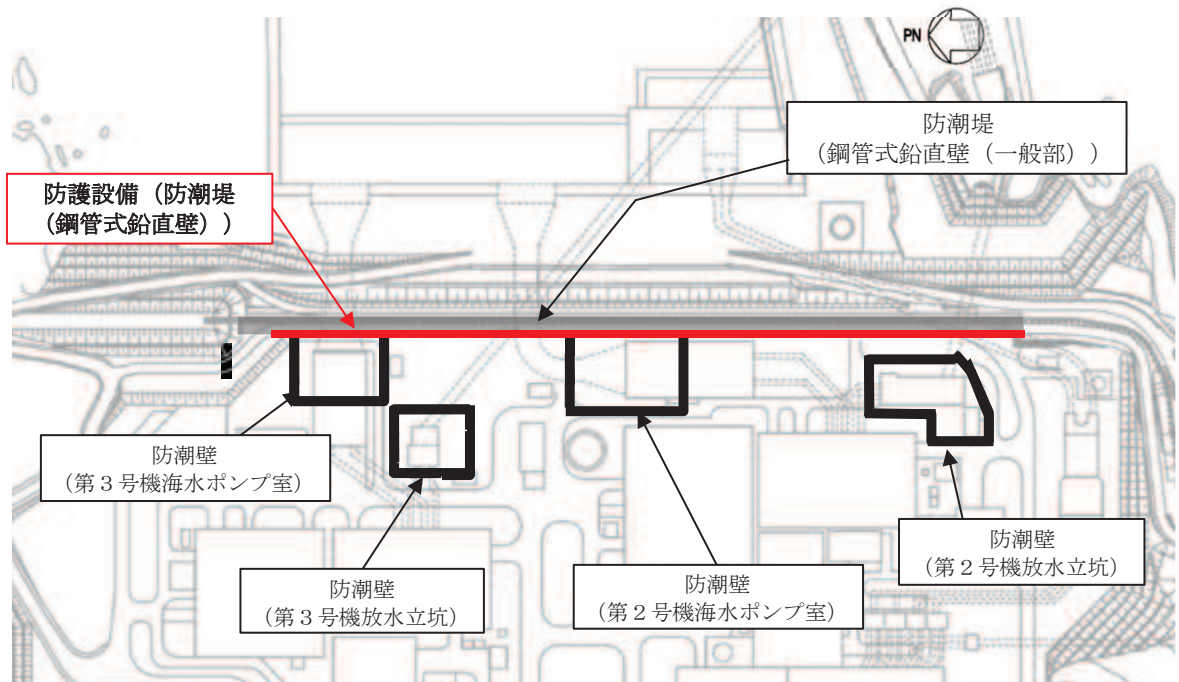 PN
防潮堤
（鋼管式鉛直壁（一般部））
防護設備（防潮堤
（鋼管式鉛直壁））
防潮壁
（第３号機海水ポンプ室）
防潮壁
（第３号機放水立坑）
防潮壁
（第２号機海水ポンプ室）
防潮壁
（第２号機放水立坑）